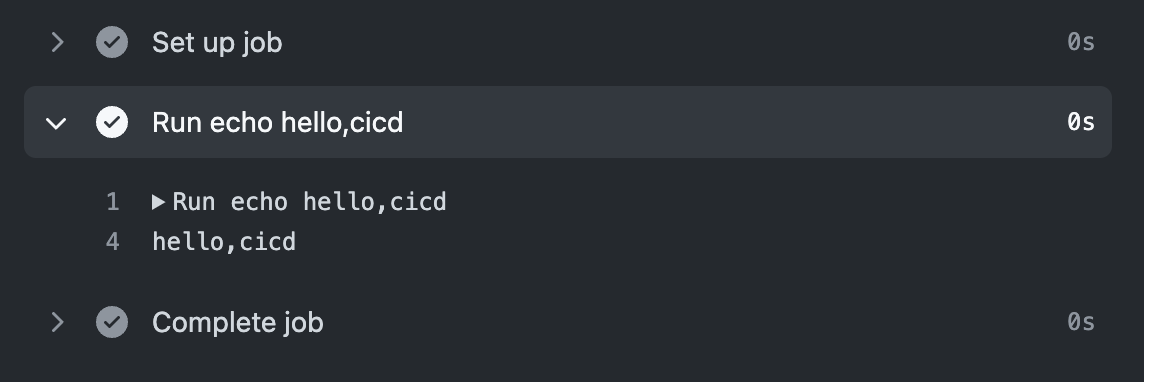 Set up job 0s
Run echo hello,cicd 0s
1 Run echo hello,cicd
4 hello,cicd
Complete job 0s